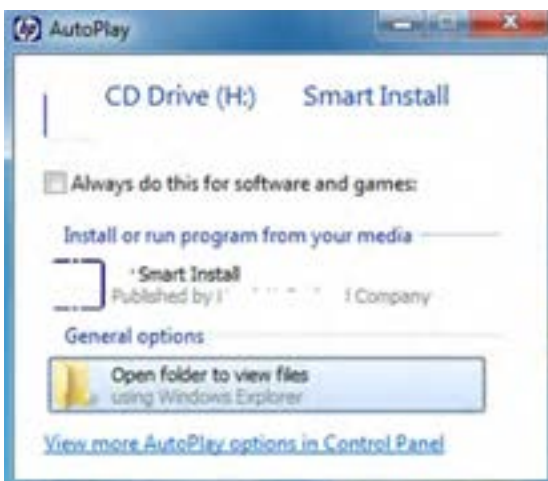 hp AutoPlay
CD Drive (H:) Smart Install
Always do this for software and games:
Install or run program from your media
Smart Install
Published by Company
General options
Open folder to view files
using Windows Explorer
View more AutoPlay options in Control Panel